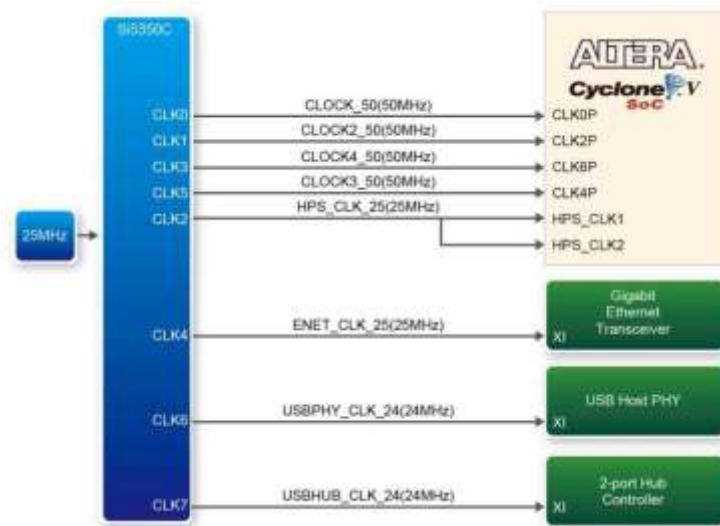 Si5350C
ALTERA.
Cyclone V
SoC
CLK0 CLOCK_50(50MHz) CLK0P
CLK1 CLOCK2_50(50MHz) CLK2P
CLK3 CLOCK4_50(50MHz) CLK6P
CLK5 CLOCK3_50(50MHz) CLK4P
CLK2 HPS_CLK_25(25MHz) HPS_CLK1
25MHz
HPS_CLK2
Gigabit
Ethernet
Transceiver
CLK4 ENET_CLK_25(25MHz) XI
USB Host PHY
CLK6 USBPHY_CLK_24(24MHz) XI
2-port Hub
Controller
CLK7 USBHUB_CLK_24(24MHz) XI